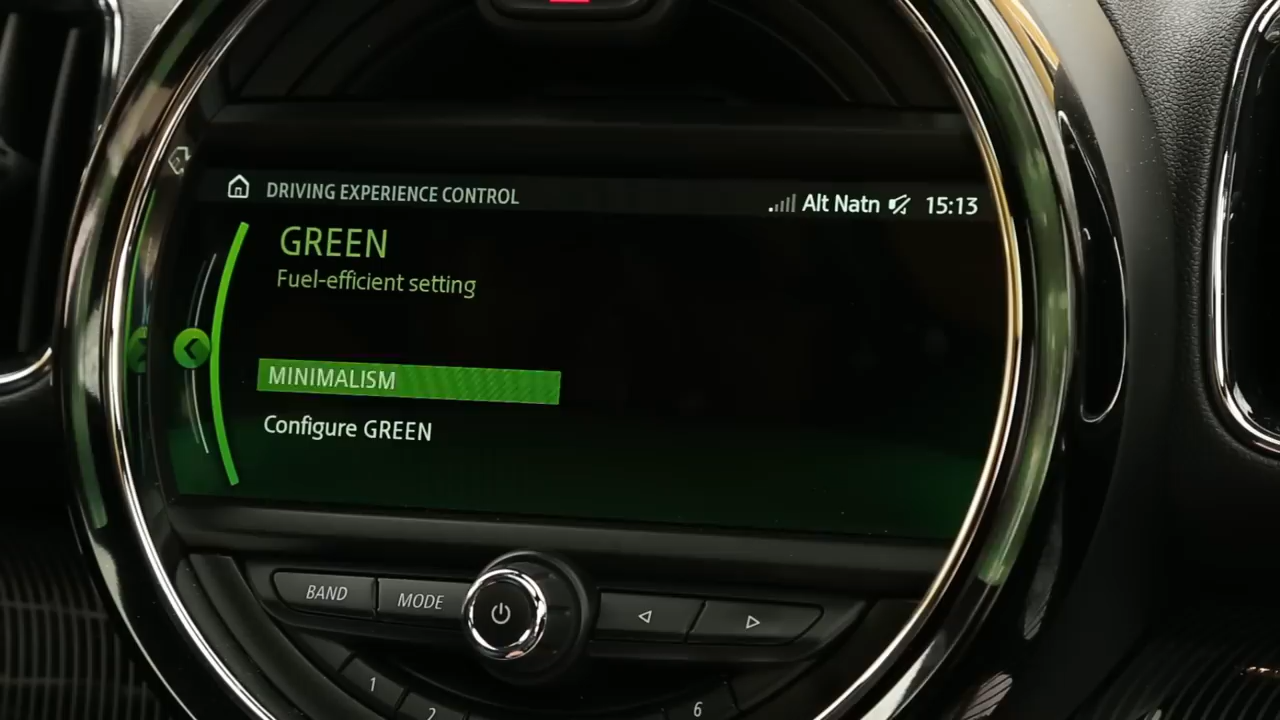 DRIVING EXPERIENCE CONTROL
Alt Natn 15:13
GREEN
Fuel-efficient setting
MINIMALISM
Configure GREEN
BAND MODE
1 2 6